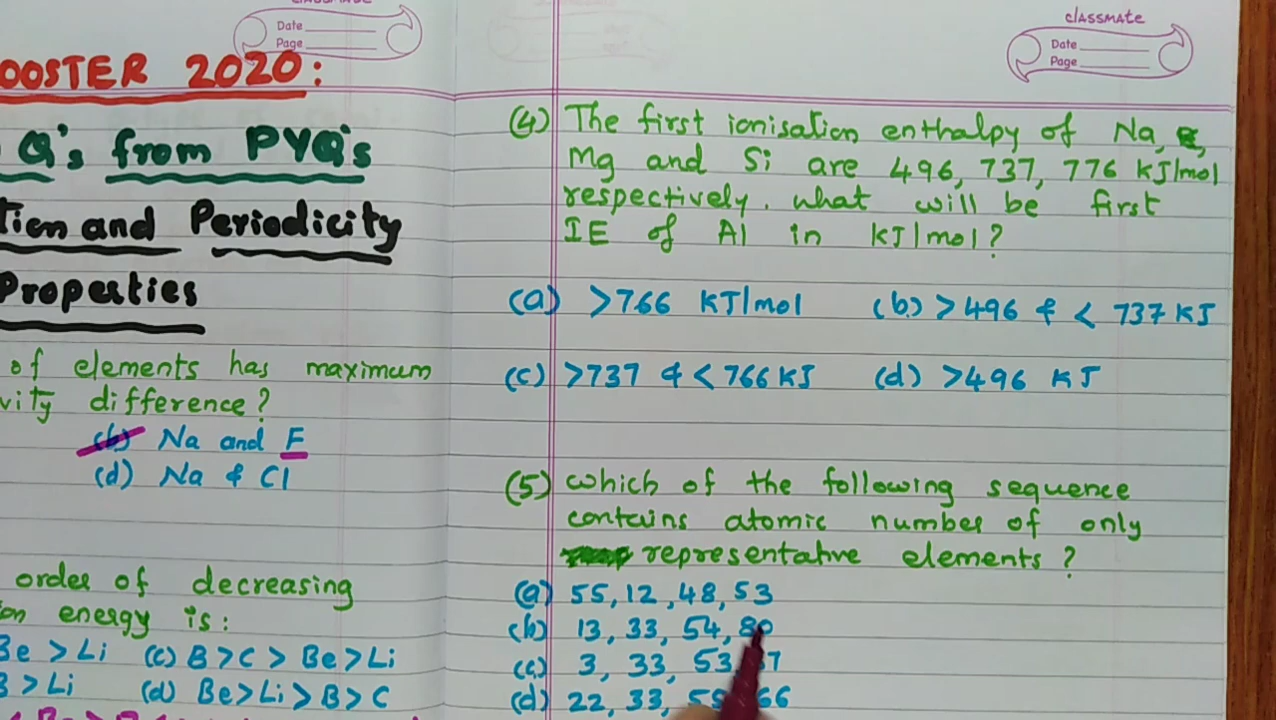 classmate
Date
Page
Date
Page
OOSTER 2020:
Q's from PYQ's
tion and Periodicity
Properties
of elements has maximum
vity difference?
(b) Na and F
(d) Na & Cl
order of decreasing
on energy is:
Be > Li (c) B > C > Be > Li
B > Li (d) Be > Li > B > C
(4) The first ionisation enthalpy of Na,
Mg and Si are 496, 737, 776 KJ/mol
respectively. what will be first
IE of Al in KJ/mol?
(a) >766 KJ/mol (b) >496 & < 737 KJ
(c) >737 & < 766 KJ (d) >496 KJ
(5) which of the following sequence
contains atomic number of only
representative elements?
(a) 55, 12, 48, 53
(b) 13, 33, 54, 80
(c) 3, 33, 53, 7
(d) 22, 33, 55, 66